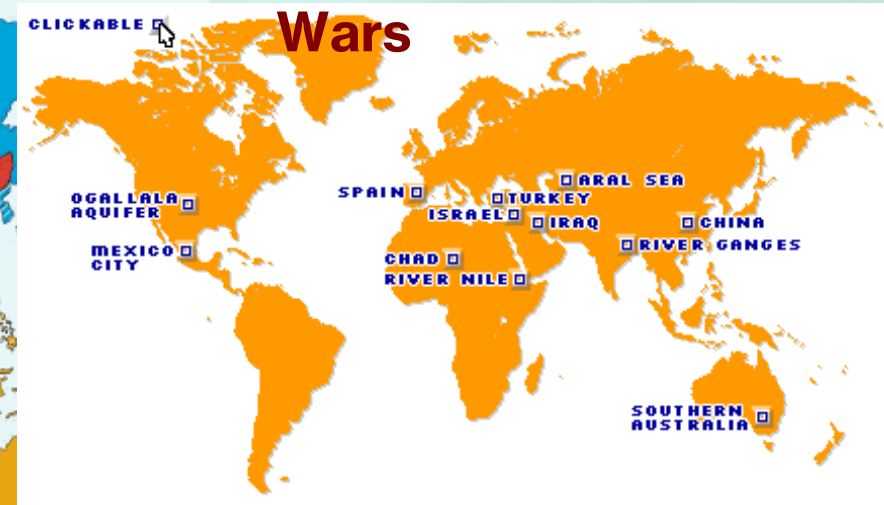 Wars
CLICKABLE
SPAIN
ARAL SEA
TURKEY
OGALLALA
AQUIFER
ISRAEL
IRAQ
CHINA
RIVER GANGES
MEXICO
CITY
CHAD
RIVER NILE
SOUTHERN
AUSTRALIA